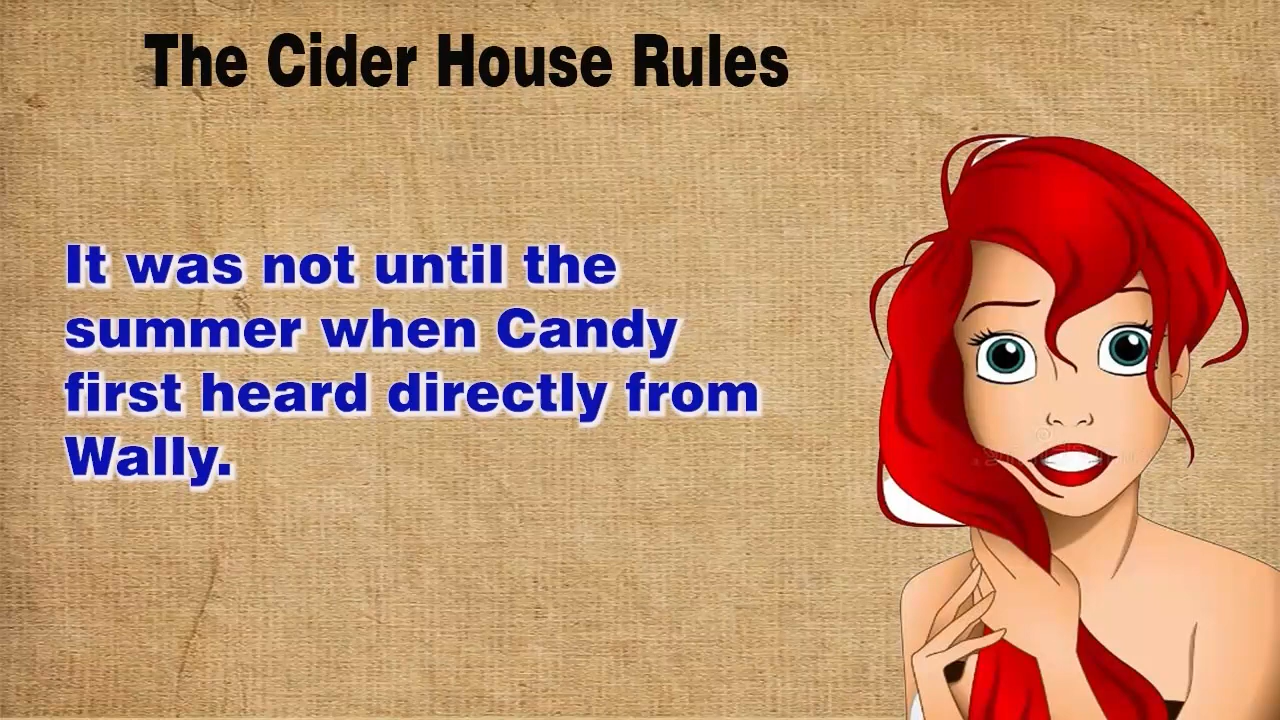 The Cider House Rules
It was not until the
summer when Candy
first heard directly from
Wally.